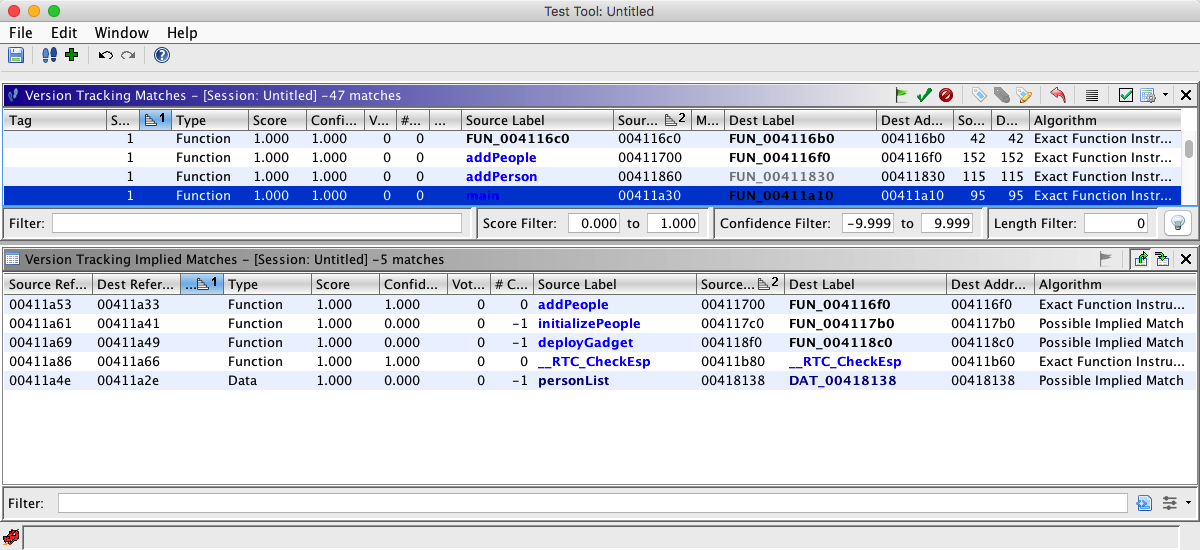 Test Tool: Untitled
File Edit Window Help
Version Tracking Matches – [Session: Untitled] –47 matches
Tag S... 1 Type Score Confi... V... #... ... Source Label Sour... 2 M... Dest Label Dest Ad... So... D... Algorithm
1 Function 1.000 1.000 0 0 FUN_004116c0 004116c0 FUN_004116b0 004116b0 42 42 Exact Function Instr...
1 Function 1.000 1.000 0 0 addPeople 00411700 FUN_004116f0 004116f0 152 152 Exact Function Instr...
1 Function 1.000 1.000 0 0 addPerson 00411860 FUN_00411830 00411830 115 115 Exact Function Instr...
1 Function 1.000 1.000 0 0 main 00411a30 FUN_00411a10 00411a10 95 95 Exact Function Instr...
Filter: Score Filter: 0.000 to 1.000 Confidence Filter: -9.999 to 9.999 Length Filter: 0
Version Tracking Implied Matches – [Session: Untitled] –5 matches
Source Ref... Dest Refer... ... 1 Type Score Confid... Vot... # C... Source Label Source... 2 Dest Label Dest Addr... Algorithm
00411a53 00411a33 Function 1.000 1.000 0 0 addPeople 00411700 FUN_004116f0 004116f0 Exact Function Instru...
00411a61 00411a41 Function 1.000 0.000 0 -1 initializePeople 004117c0 FUN_004117b0 004117b0 Possible Implied Match
00411a69 00411a49 Function 1.000 0.000 0 -1 deployGadget 004118f0 FUN_004118c0 004118c0 Possible Implied Match
00411a86 00411a66 Function 1.000 1.000 0 0 __RTC_CheckEsp 00411b80 __RTC_CheckEsp 00411b60 Exact Function Instru...
00411a4e 00411a2e Data 1.000 0.000 0 -1 personList 00418138 DAT_00418138 00418138 Possible Implied Match
Filter: